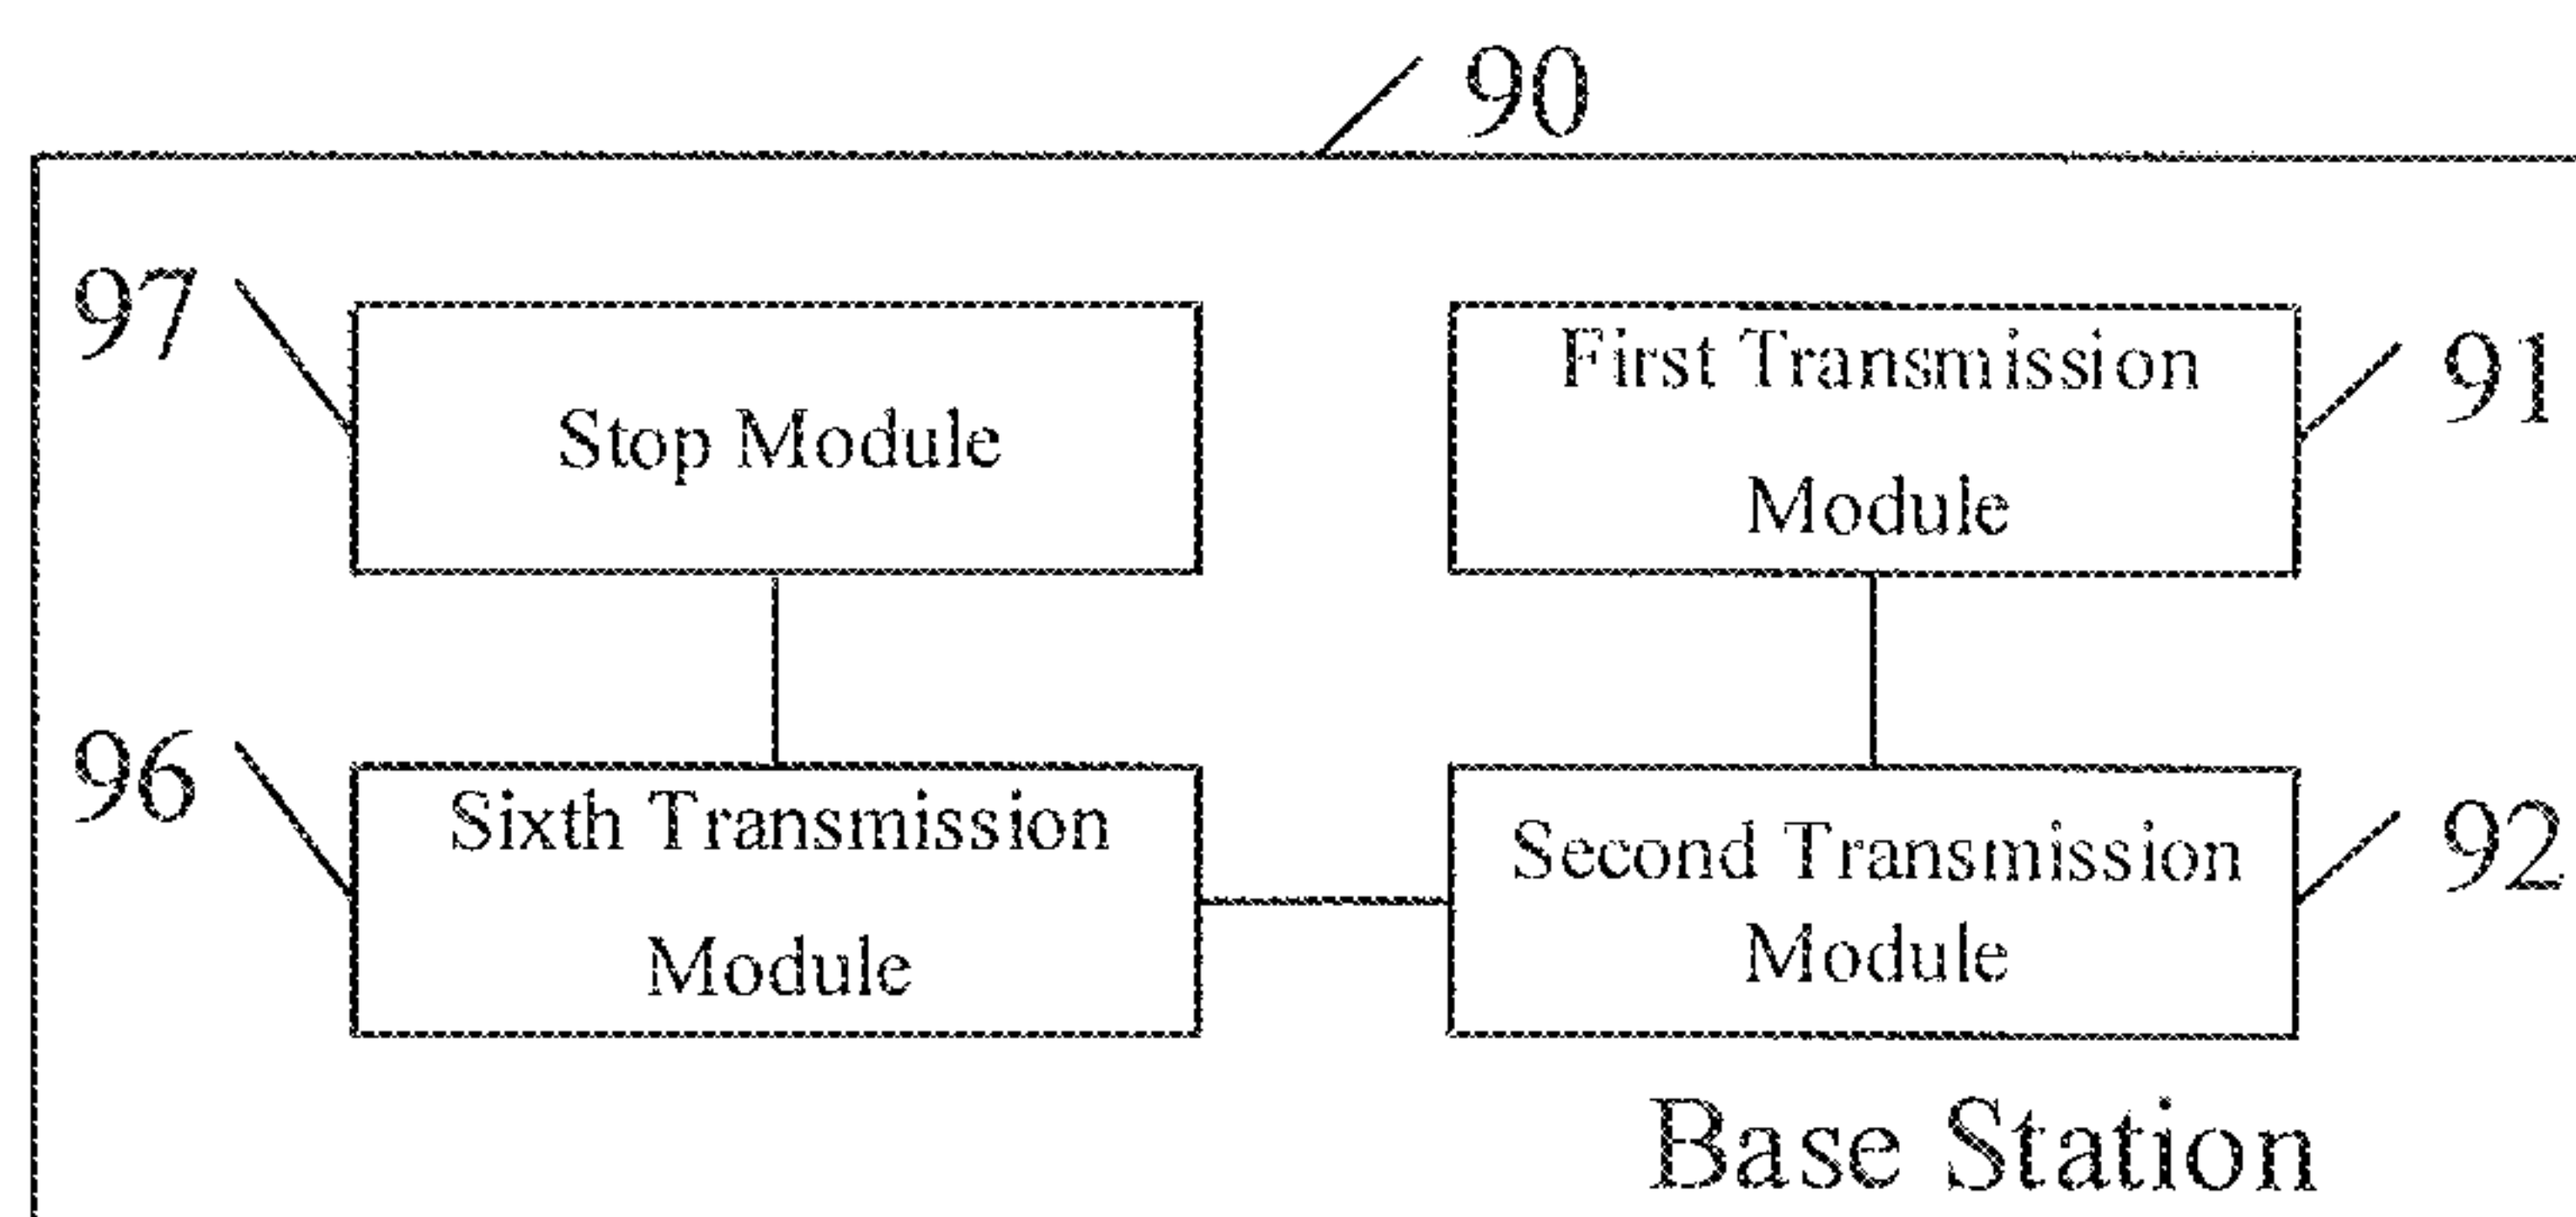 90
97
Stop Module
First Transmission
Module
91
96
Sixth Transmission
Module
Second Transmission
Module
92
Base Station